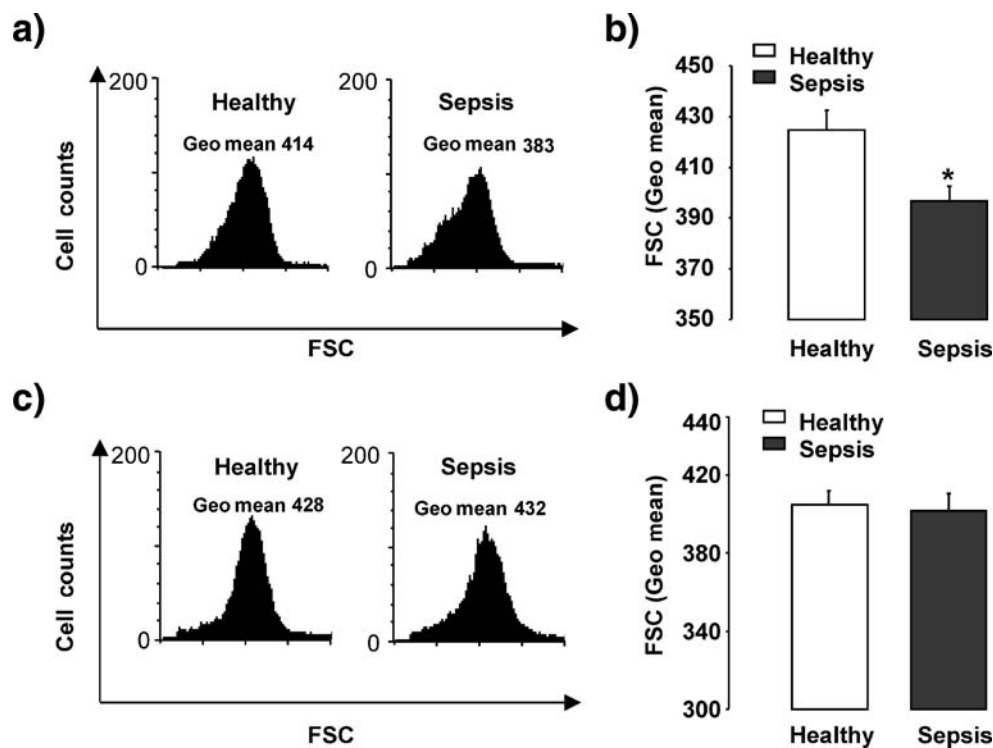 a)
200
0
Cell counts
Healthy
Geo mean 414
200
0
Sepsis
Geo mean 383
FSC
b)
Healthy
Sepsis
450
430
410
390
370
350
FSC (Geo mean)
*
Healthy Sepsis
c)
200
0
Cell counts
Healthy
Geo mean 428
200
0
Sepsis
Geo mean 432
FSC
d)
Healthy
Sepsis
440
420
380
340
300
FSC (Geo mean)
Healthy Sepsis